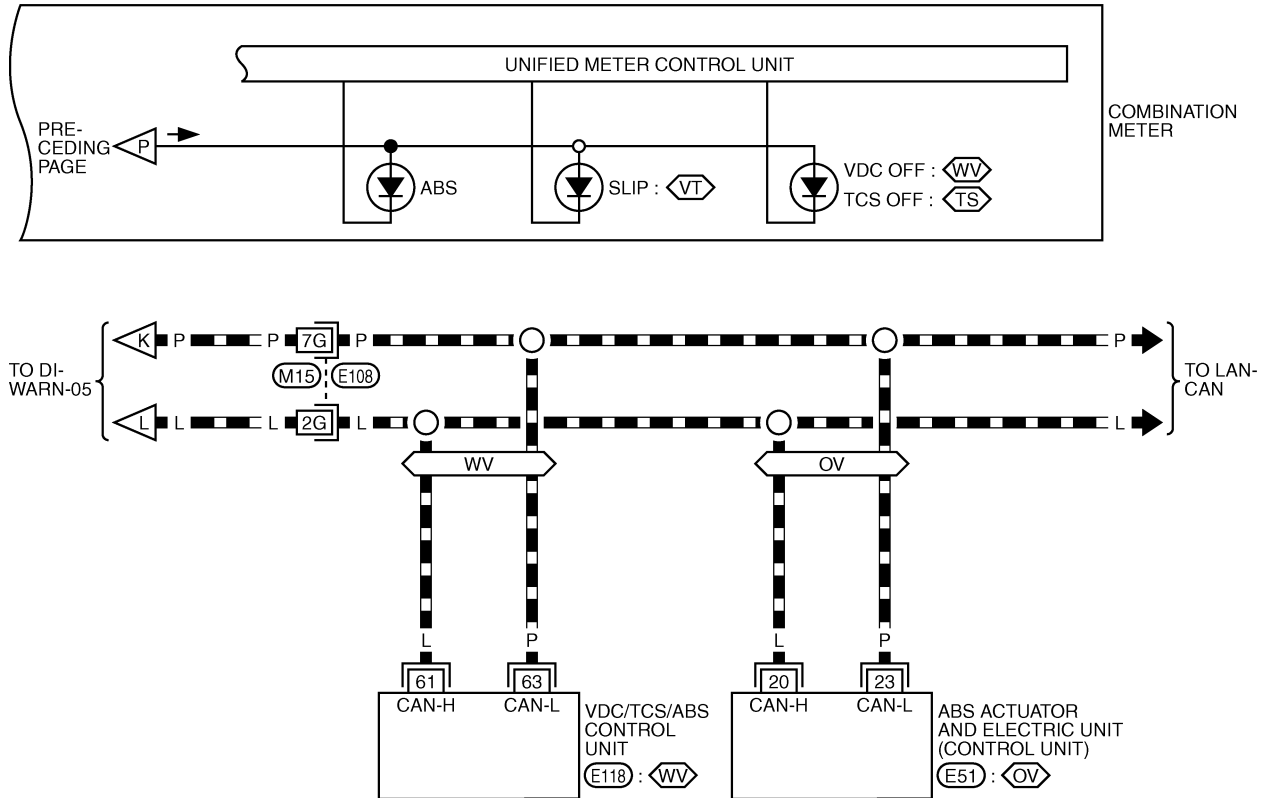 UNIFIED METER CONTROL UNIT
COMBINATION
METER
PRE-
CEDING
PAGE
P
ABS
SLIP : VT
VDC OFF : WV
TCS OFF : TS
TO DI-
WARN-05
K P P 7G P P
M15 E108
L L L 2G L L
TO LAN-
CAN
WV OV
L P L P
61 63 20 23
CAN-H CAN-L CAN-H CAN-L
VDC/TCS/ABS
CONTROL
UNIT
E118 : WV
ABS ACTUATOR
AND ELECTRIC UNIT
(CONTROL UNIT)
E51 : OV